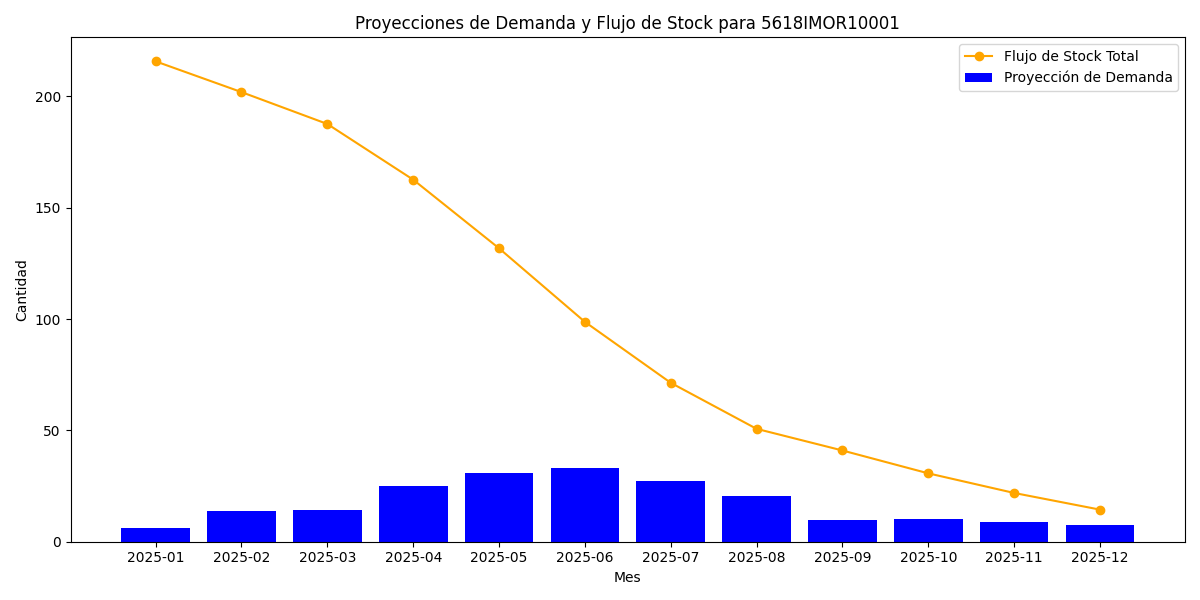 Proyecciones de Demanda y Flujo de Stock para 5618IMOR10001
Flujo de Stock Total
Proyección de Demanda
Cantidad
200
150
100
50
0
2025-01 2025-02 2025-03 2025-04 2025-05 2025-06 2025-07 2025-08 2025-09 2025-10 2025-11 2025-12
Mes